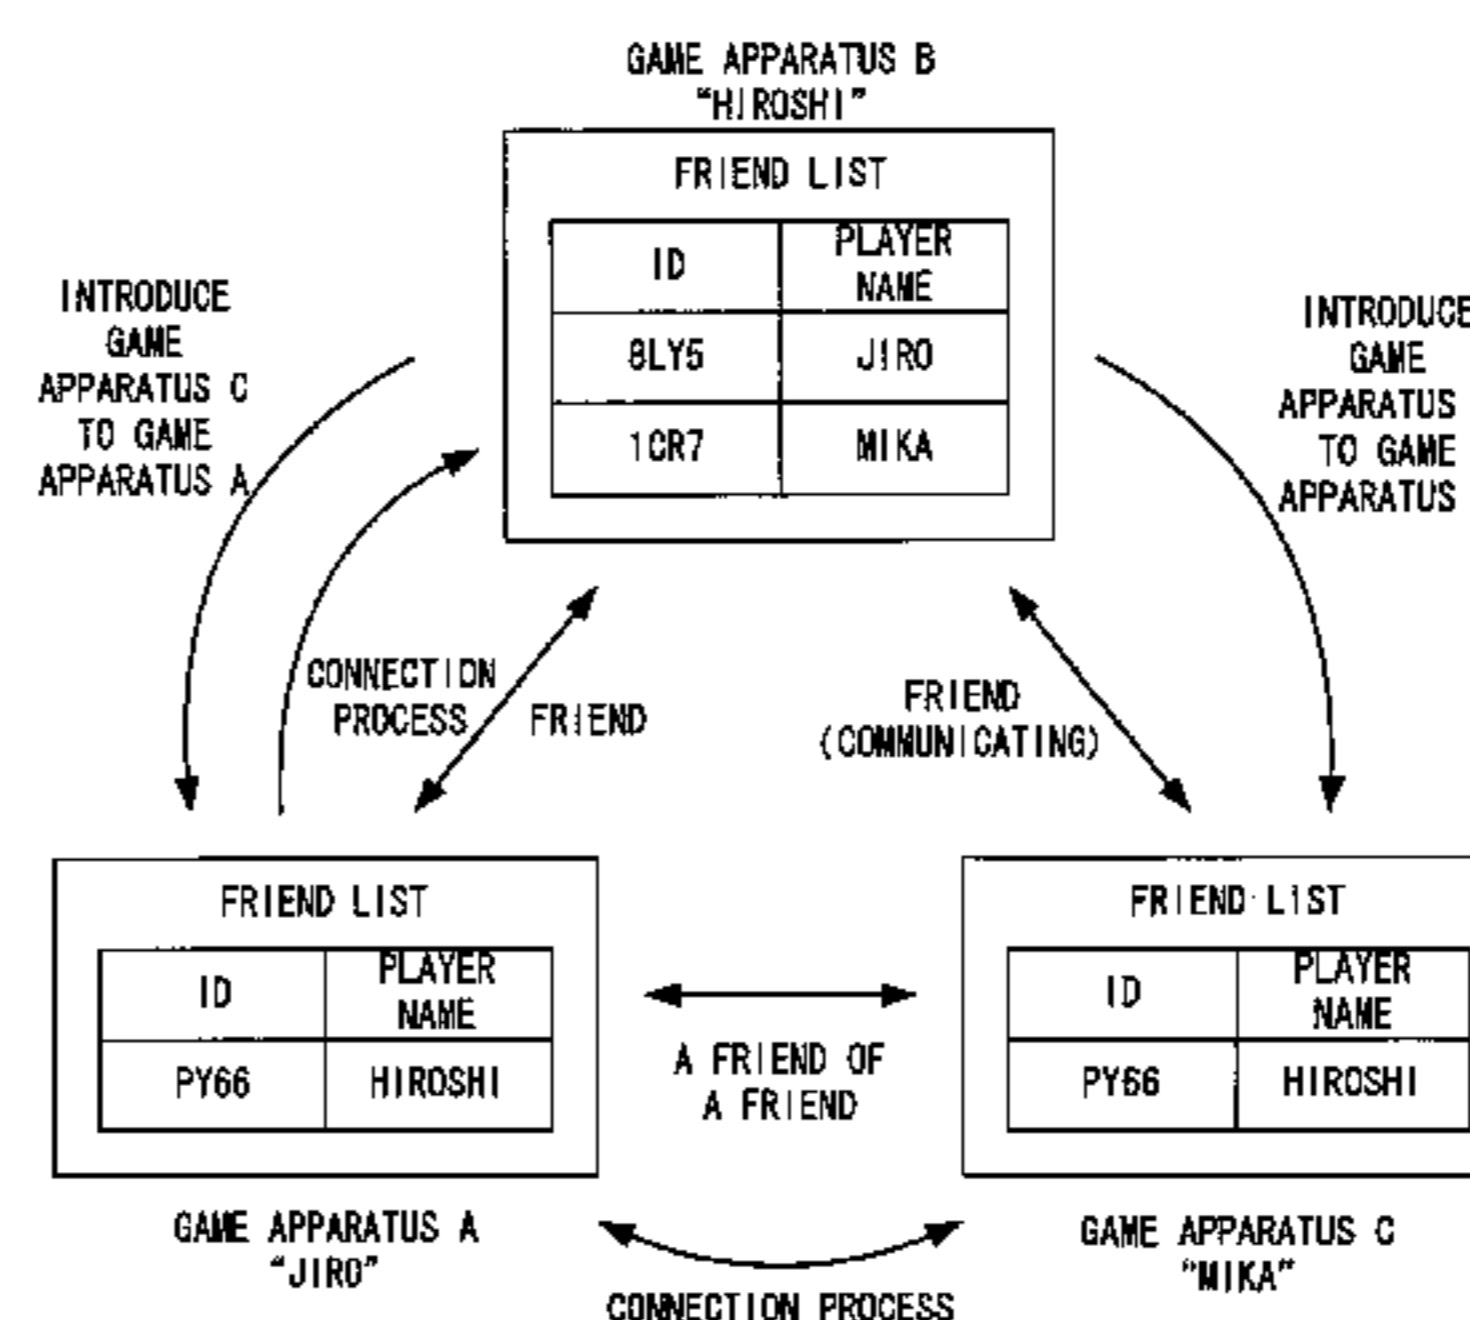 GAME APPARATUS B
"HIROSHI"
FRIEND LIST
ID
PLAYER
NAME
8LY5
JIRO
1CR7
MIKA
INTRODUCE
GAME
APPARATUS C
TO GAME
APPARATUS A
INTRODUCE
GAME
APPARATUS
TO GAME
APPARATUS
CONNECTION
PROCESS
FRIEND
FRIEND
(COMMUNICATING)
FRIEND LIST
ID
PLAYER
NAME
PY66
HIROSHI
A FRIEND OF
A FRIEND
FRIEND LIST
ID
PLAYER
NAME
PY66
HIROSHI
GAME APPARATUS A
"JIRO"
GAME APPARATUS C
"MIKA"
CONNECTION PROCESS